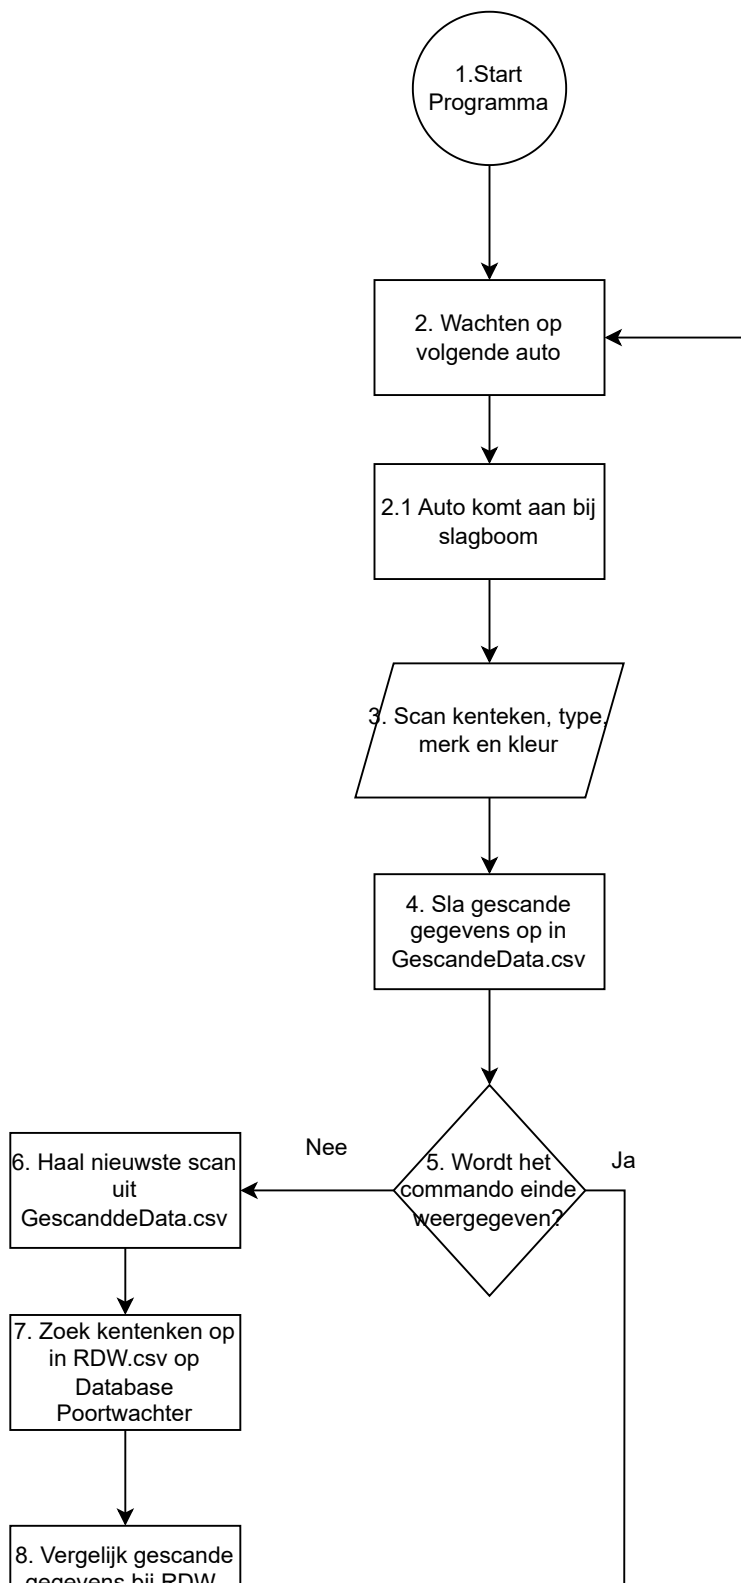 1.Start
Programma
2. Wachten op
volgende auto
2.1 Auto komt aan bij
slagboom
3. Scan kenteken, type,
merk en kleur
4. Sla gescande
gegevens op in
GescandeData.csv
5. Wordt het
commando einde
weergegeven?
Nee
Ja
6. Haal nieuwste scan
uit
GescanddeData.csv
7. Zoek kentenken op
in RDW.csv op
Database
Poortwachter
8. Vergelijk gescande
gegevens bij RDW